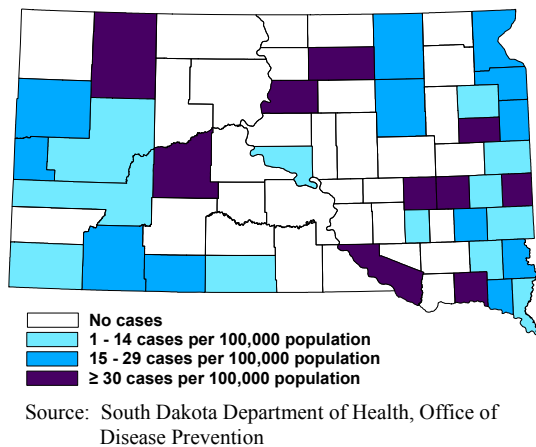 No cases
1 - 14 cases per 100,000 population
15 - 29 cases per 100,000 population
≥ 30 cases per 100,000 population
Source: South Dakota Department of Health, Office of
Disease Prevention